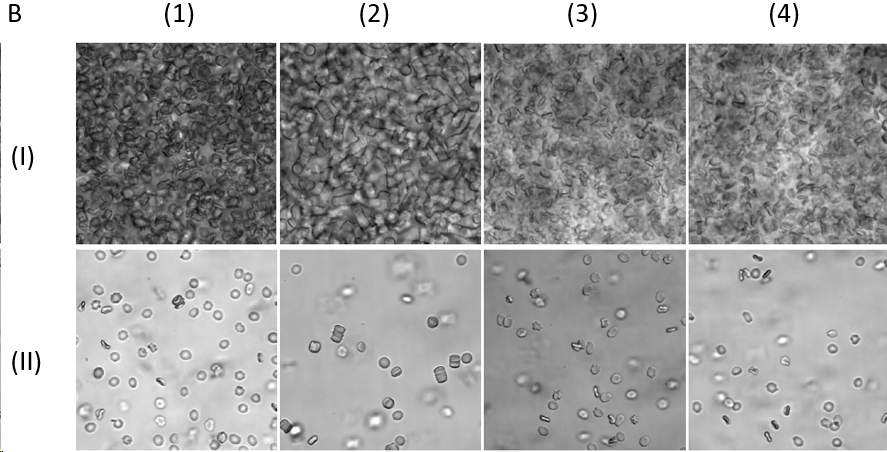 B (1) (2) (3) (4)
(I)
(II)